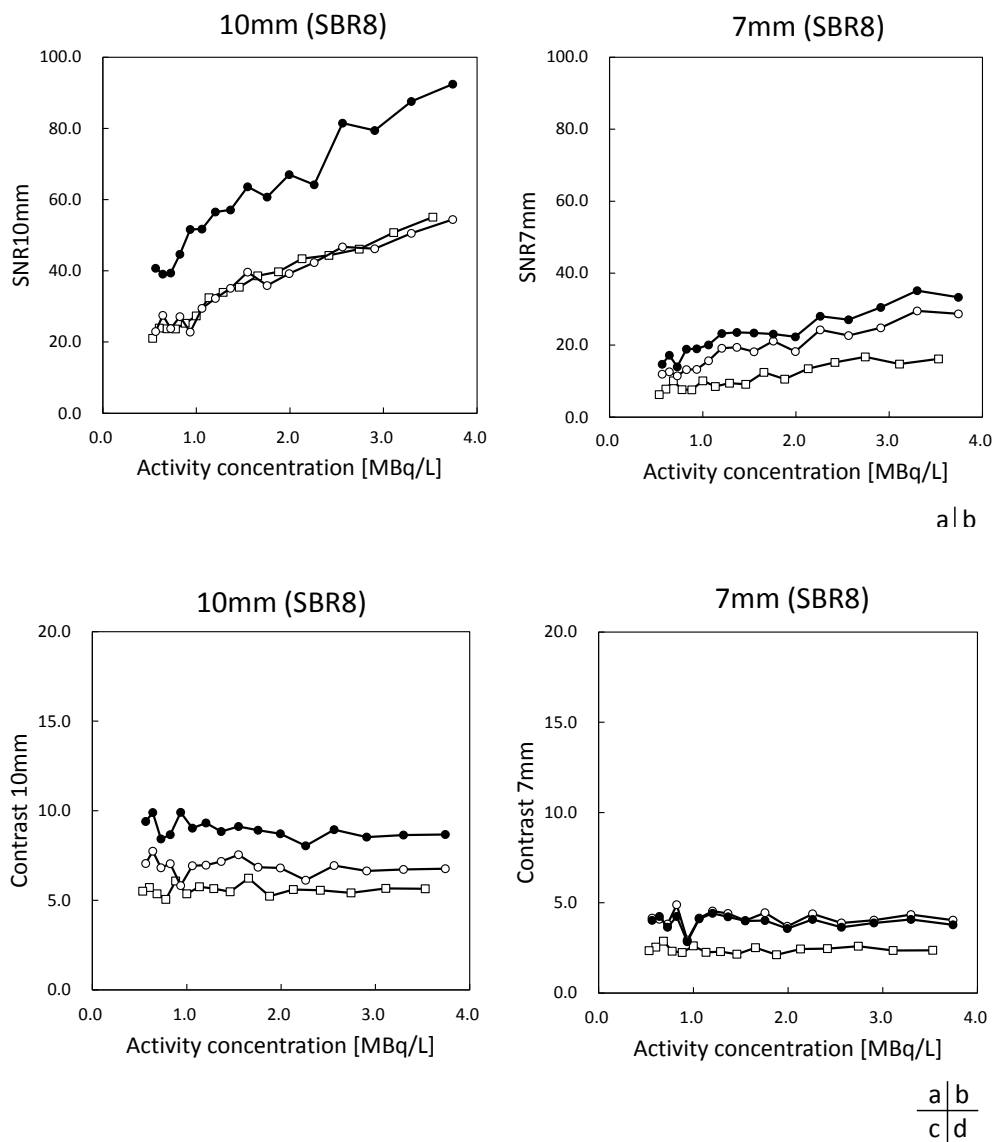 10mm (SBR8)
100.0
80.0
60.0
40.0
20.0
0.0
SNR10mm
0.0 1.0 2.0 3.0 4.0
Activity concentration [MBq/L]
7mm (SBR8)
100.0
80.0
60.0
40.0
20.0
0.0
SNR7mm
0.0 1.0 2.0 3.0 4.0
Activity concentration [MBq/L]
a|b
10mm (SBR8)
20.0
15.0
10.0
5.0
0.0
Contrast 10mm
0.0 1.0 2.0 3.0 4.0
Activity concentration [MBq/L]
7mm (SBR8)
20.0
15.0
10.0
5.0
0.0
Contrast 7mm
0.0 1.0 2.0 3.0 4.0
Activity concentration [MBq/L]
a|b
c|d